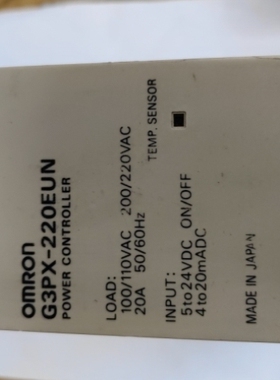 OMRON
G3PX-220EUN
POWER CONTROLLER
LOAD:
100/110VAC 200/220VAC
20A 50/60Hz
TEMP. SENSOR
INPUT:
5 to 24VDC ON/OFF
4 to 20mADC
MADE IN JAPAN